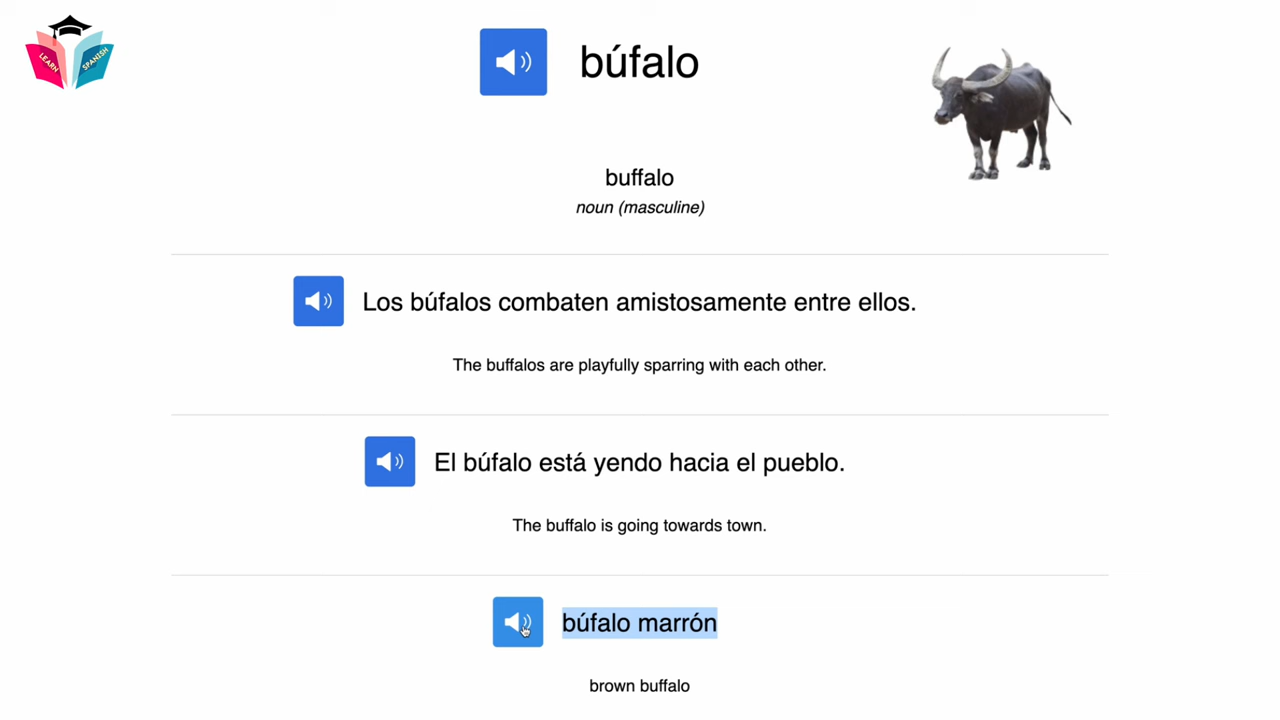 LEARN SPANISH
búfalo
buffalo
noun (masculine)
Los búfalos combaten amistosamente entre ellos.
The buffalos are playfully sparring with each other.
El búfalo está yendo hacia el pueblo.
The buffalo is going towards town.
búfalo marrón
brown buffalo